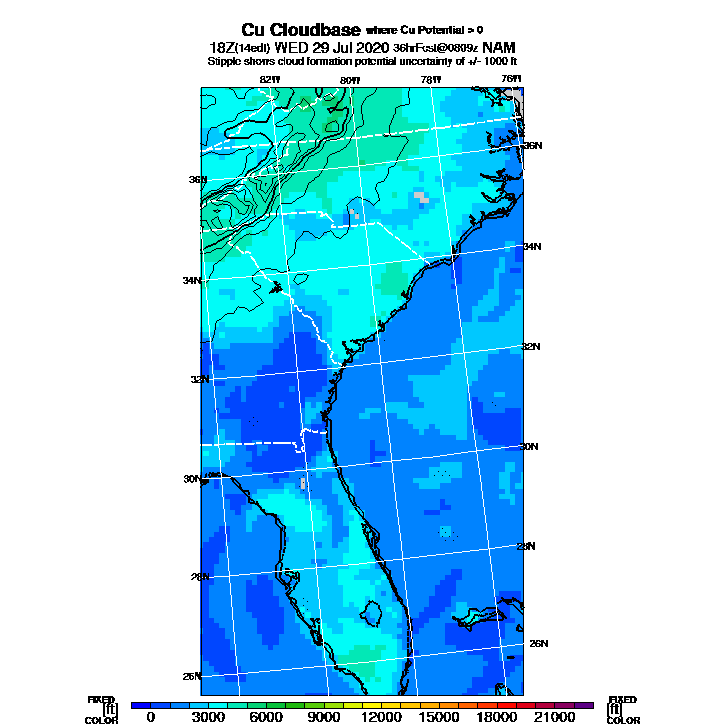 Cu Cloudbase where Cu Potential > 0
18Z(14edt) WED 29 Jul 2020 36hrFcst@0809z NAM
Stipple shows cloud formation potential uncertainty of +/- 1000 ft
82W 80W 78W 76W
36N
36N
34N
34N
32N
32N
30N
30N
28N
28N
26N
26N
FIXED FIXED
[ft] [ft]
COLOR COLOR
0 3000 6000 9000 12000 15000 18000 21000